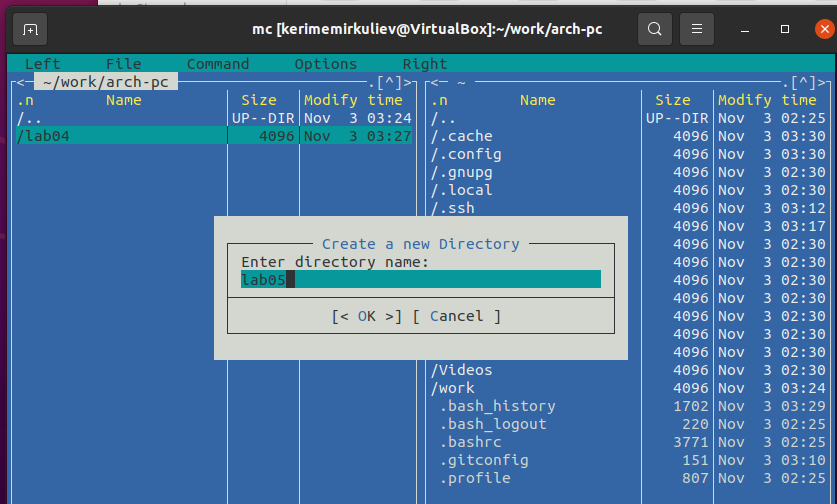 mc [kerimemirkuliev@VirtualBox]:~/work/arch-pc
Left File Command Options Right
<─ ~/work/arch-pc .[^]>
.n Name Size Modify time
/.. UP--DIR Nov 3 03:24
/lab04 4096 Nov 3 03:27
<─ ~ .[^]>
.n Name Size Modify time
/.. UP--DIR Nov 3 02:25
/.cache 4096 Nov 3 03:30
/.config 4096 Nov 3 03:30
/.gnupg 4096 Nov 3 02:30
/.local 4096 Nov 3 02:30
/.ssh 4096 Nov 3 03:12
4096 Nov 3 03:17
4096 Nov 3 02:30
4096 Nov 3 02:30
4096 Nov 3 02:30
4096 Nov 3 02:30
4096 Nov 3 02:30
4096 Nov 3 02:30
4096 Nov 3 02:30
/Videos 4096 Nov 3 02:30
/work 4096 Nov 3 03:24
.bash_history 1702 Nov 3 03:29
.bash_logout 220 Nov 3 02:25
.bashrc 3771 Nov 3 02:25
.gitconfig 151 Nov 3 03:10
.profile 807 Nov 3 02:25
Create a new Directory
Enter directory name:
lab05
[< OK >] [ Cancel ]